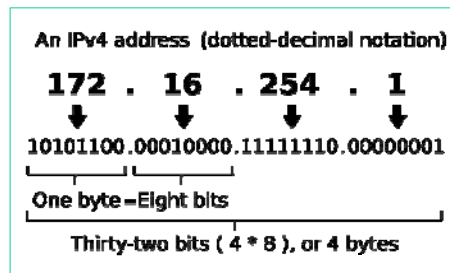 An IPv4 address (dotted-decimal notation)
172 . 16 . 254 . 1
10101100.00010000.11111110.00000001
One byte=Eight bits
Thirty-two bits ( 4 * 8 ), or 4 bytes